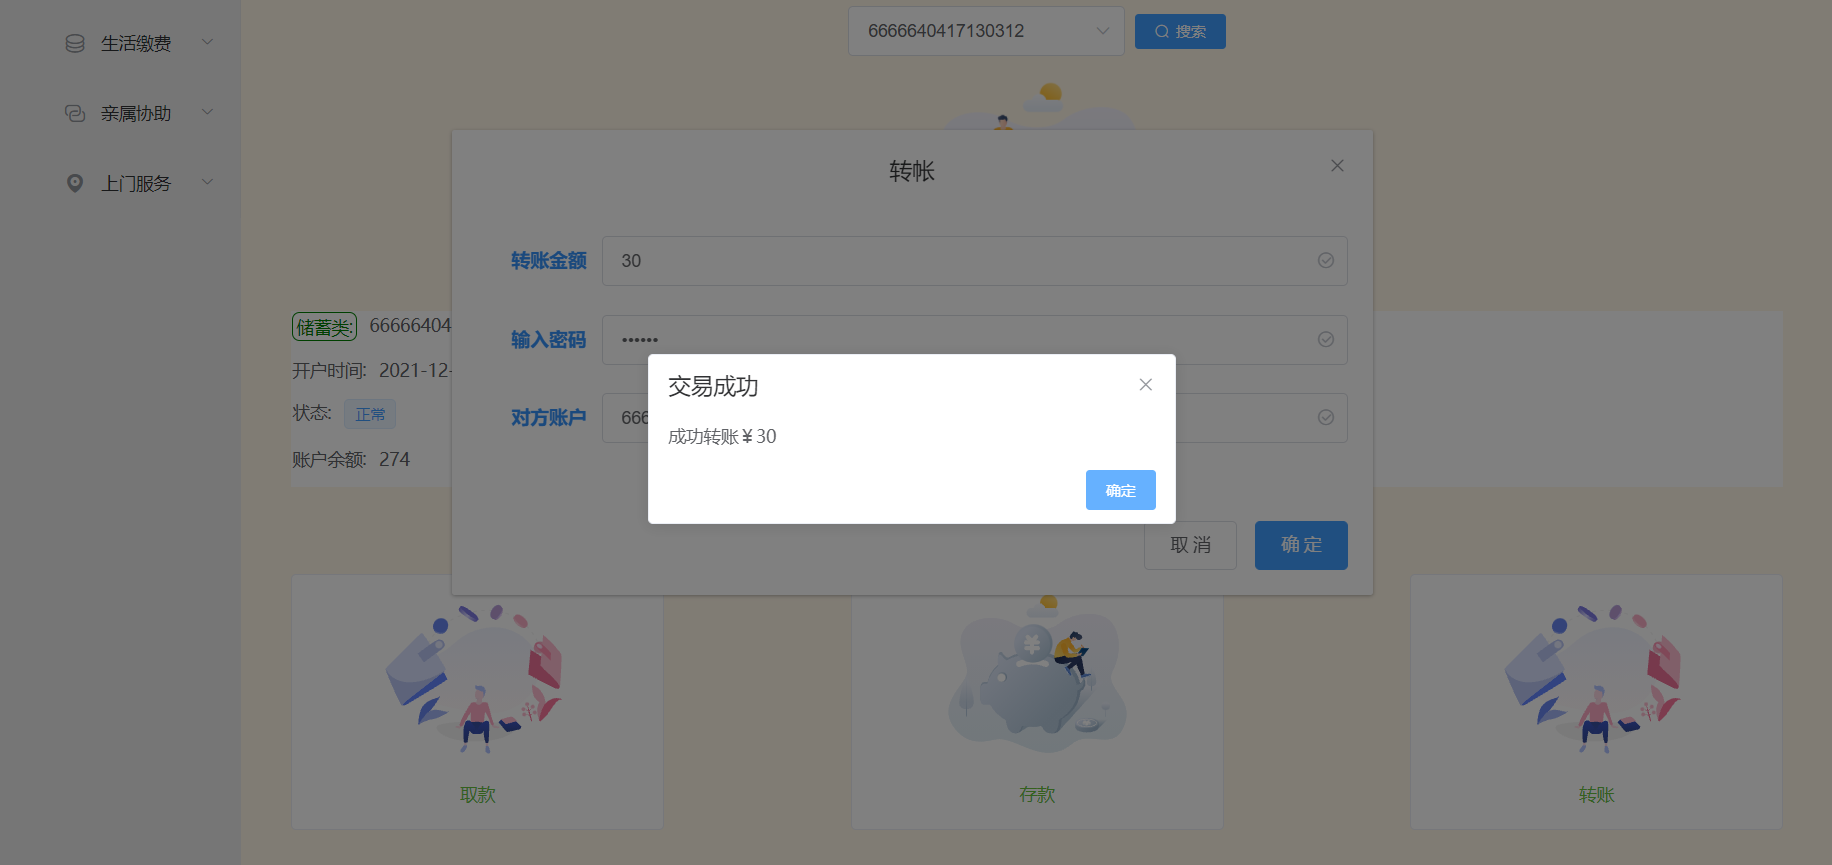 生活缴费
亲属协助
上门服务
6666640417130312
搜索
转帐
转账金额 30
输入密码 ••••••
对方账户 666
交易成功
成功转账¥30
确定
取消 确定
储蓄类: 66666404
开户时间: 2021-12-
状态: 正常
账户余额: 274
取款
存款
转账